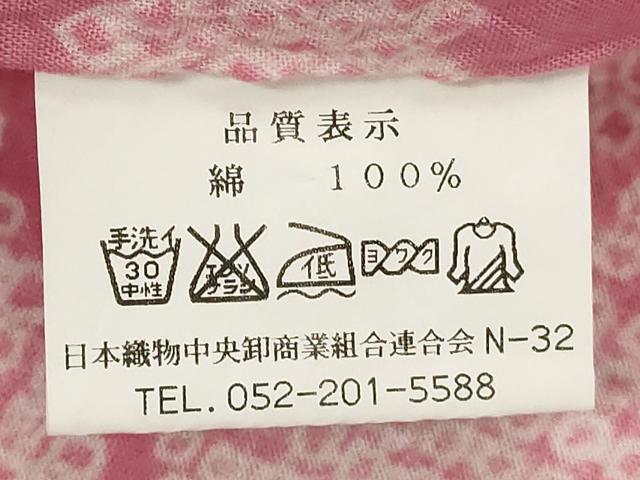 品質表示
綿 100%
手洗イ
30
中性
エンソ
サラシ
低
ヨワク
日本織物中央卸商業組合連合会 N-32
TEL. 052-201-5588